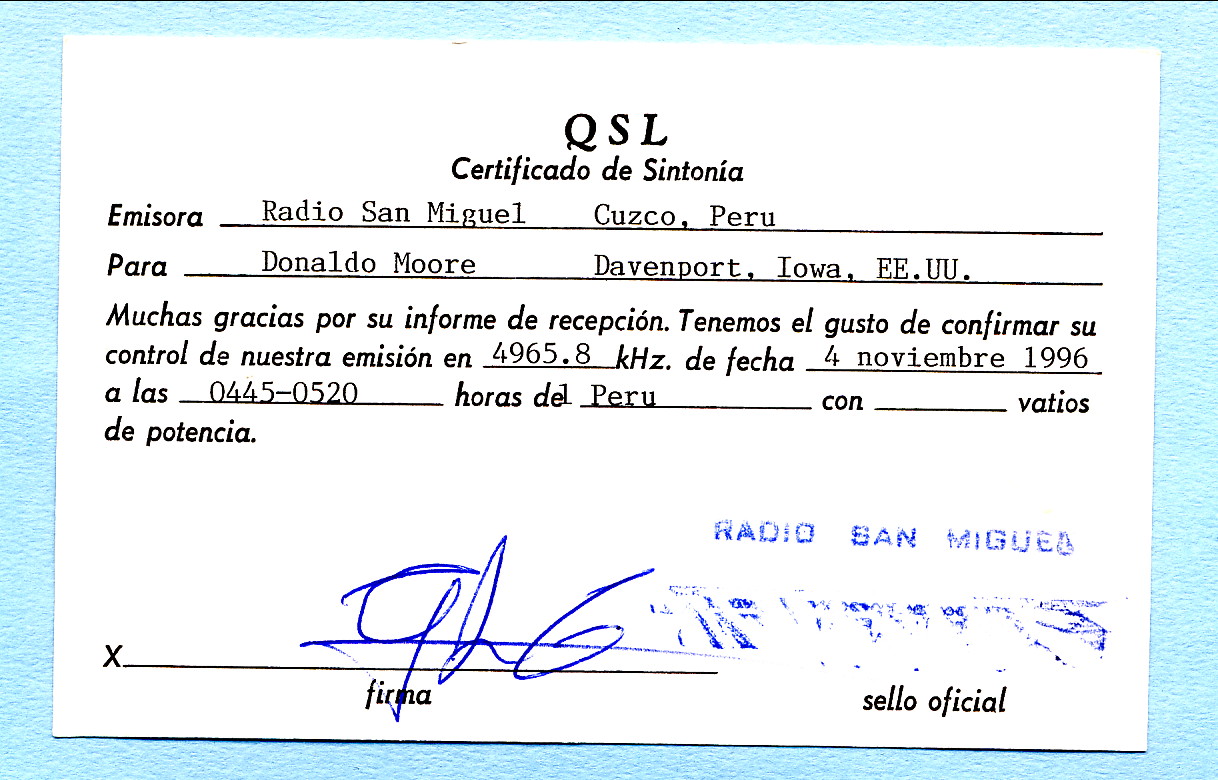 QSL
Certificado de Sintonía
Emisora Radio San Miguel Cuzco, Peru
Para Donaldo Moore Davenport, Iowa, EE.UU.
Muchas gracias por su informe de recepción. Tenemos el gusto de confirmar su
control de nuestra emisión en 4965.8 kHz. de fecha 4 noviembre 1996
a las 0445-0520 horas del Peru con vatios
de potencia.
RADIO SAN MIGUEL
X
firma
sello oficial